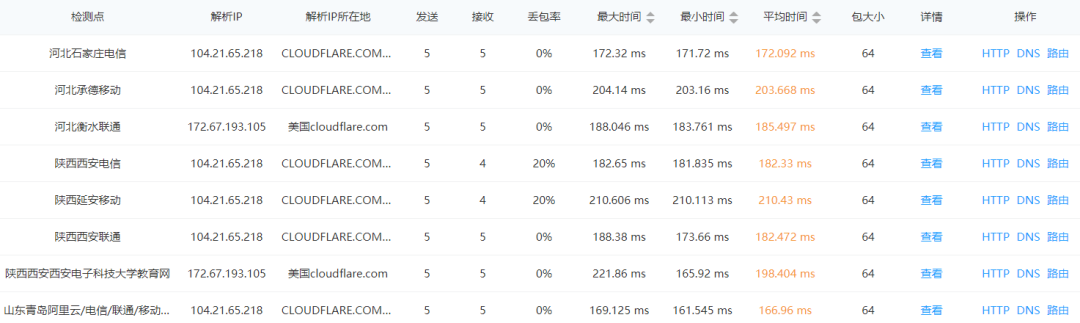 检测点 解析IP 解析IP所在地 发送 接收 丢包率 最大时间 最小时间 平均时间 包大小 详情 操作
河北石家庄电信 104.21.65.218 CLOUDFLARE.COM... 5 5 0% 172.32 ms 171.72 ms 172.092 ms 64 查看 HTTP DNS 路由
河北承德移动 104.21.65.218 CLOUDFLARE.COM... 5 5 0% 204.14 ms 203.16 ms 203.668 ms 64 查看 HTTP DNS 路由
河北衡水联通 172.67.193.105 美国cloudflare.com 5 5 0% 188.046 ms 183.761 ms 185.497 ms 64 查看 HTTP DNS 路由
陕西西安电信 104.21.65.218 CLOUDFLARE.COM... 5 4 20% 182.65 ms 181.835 ms 182.33 ms 64 查看 HTTP DNS 路由
陕西延安移动 104.21.65.218 CLOUDFLARE.COM... 5 4 20% 210.606 ms 210.113 ms 210.43 ms 64 查看 HTTP DNS 路由
陕西西安联通 104.21.65.218 CLOUDFLARE.COM... 5 5 0% 188.38 ms 173.66 ms 182.472 ms 64 查看 HTTP DNS 路由
陕西西安西安电子科技大学教育网 172.67.193.105 美国cloudflare.com 5 5 0% 221.86 ms 165.92 ms 198.404 ms 64 查看 HTTP DNS 路由
山东青岛阿里云/电信/联通/移动... 104.21.65.218 CLOUDFLARE.COM... 5 5 0% 169.125 ms 161.545 ms 166.96 ms 64 查看 HTTP DNS 路由